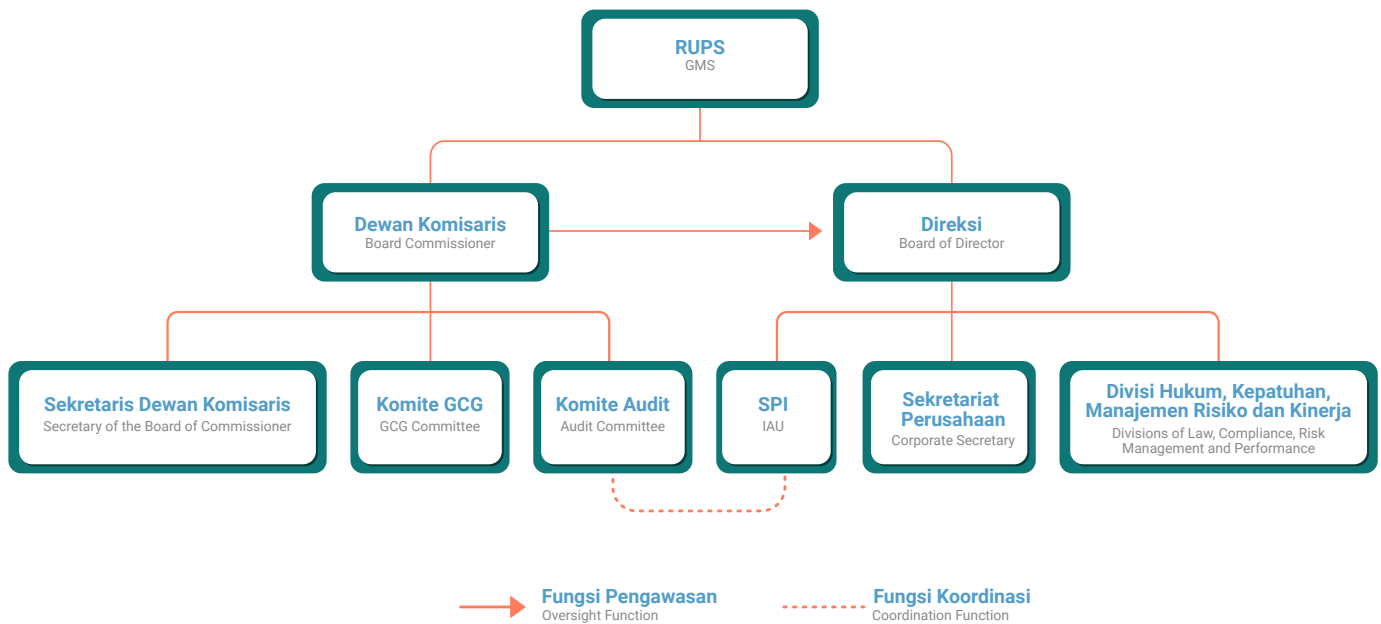 RUPS
GMS
Dewan Komisaris
Board Commissioner
Direksi
Board of Director
Sekretaris Dewan Komisaris
Secretary of the Board of Commissioner
Komite GCG
GCG Committee
Komite Audit
Audit Committee
SPI
IAU
Sekretariat
Perusahaan
Corporate Secretary
Divisi Hukum, Kepatuhan,
Manajemen Risiko dan Kinerja
Divisions of Law, Compliance, Risk
Management and Performance
Fungsi Pengawasan
Oversight Function
Fungsi Koordinasi
Coordination Function